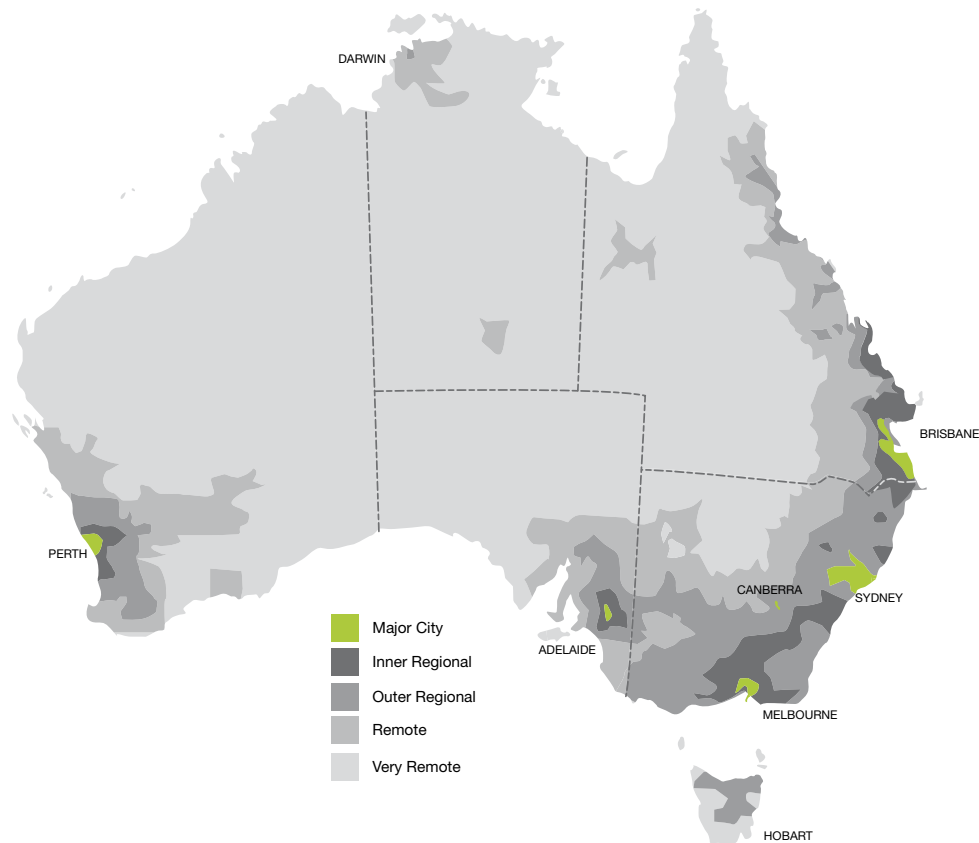 DARWIN
BRISBANE
PERTH
CANBERRA
SYDNEY
ADELAIDE
MELBOURNE
HOBART
Major City
Inner Regional
Outer Regional
Remote
Very Remote